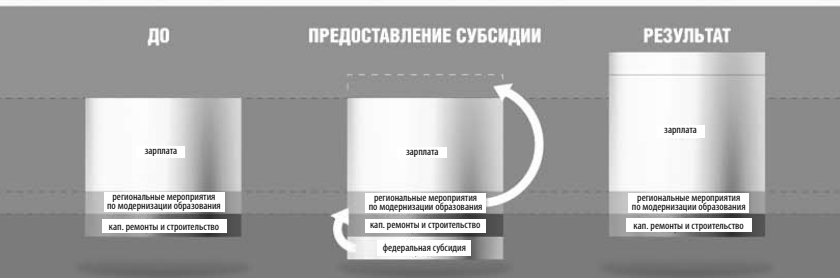 ДО
зарплата
региональные мероприятия
по модернизации образования
кап. ремонты и строительство
ПРЕДОСТАВЛЕНИЕ СУБСИДИИ
зарплата
региональные мероприятия
по модернизации образования
кап. ремонты и строительство
федеральная субсидия
РЕЗУЛЬТАТ
зарплата
региональные мероприятия
по модернизации образования
кап. ремонты и строительство